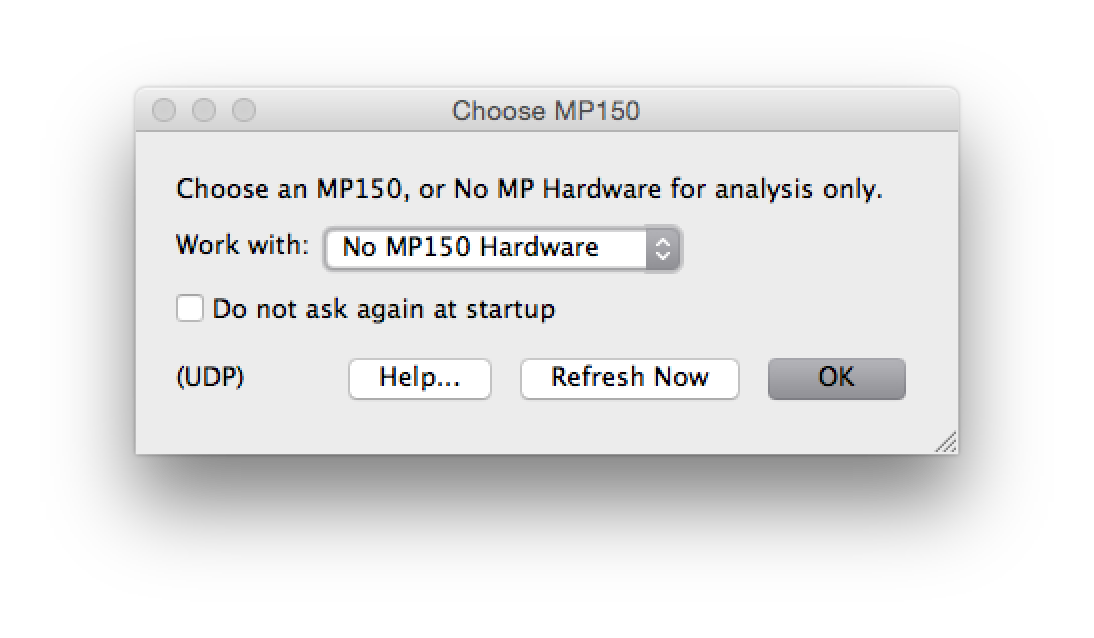 Choose MP150
Choose an MP150, or No MP Hardware for analysis only.
Work with: No MP150 Hardware
Do not ask again at startup
(UDP) Help... Refresh Now OK